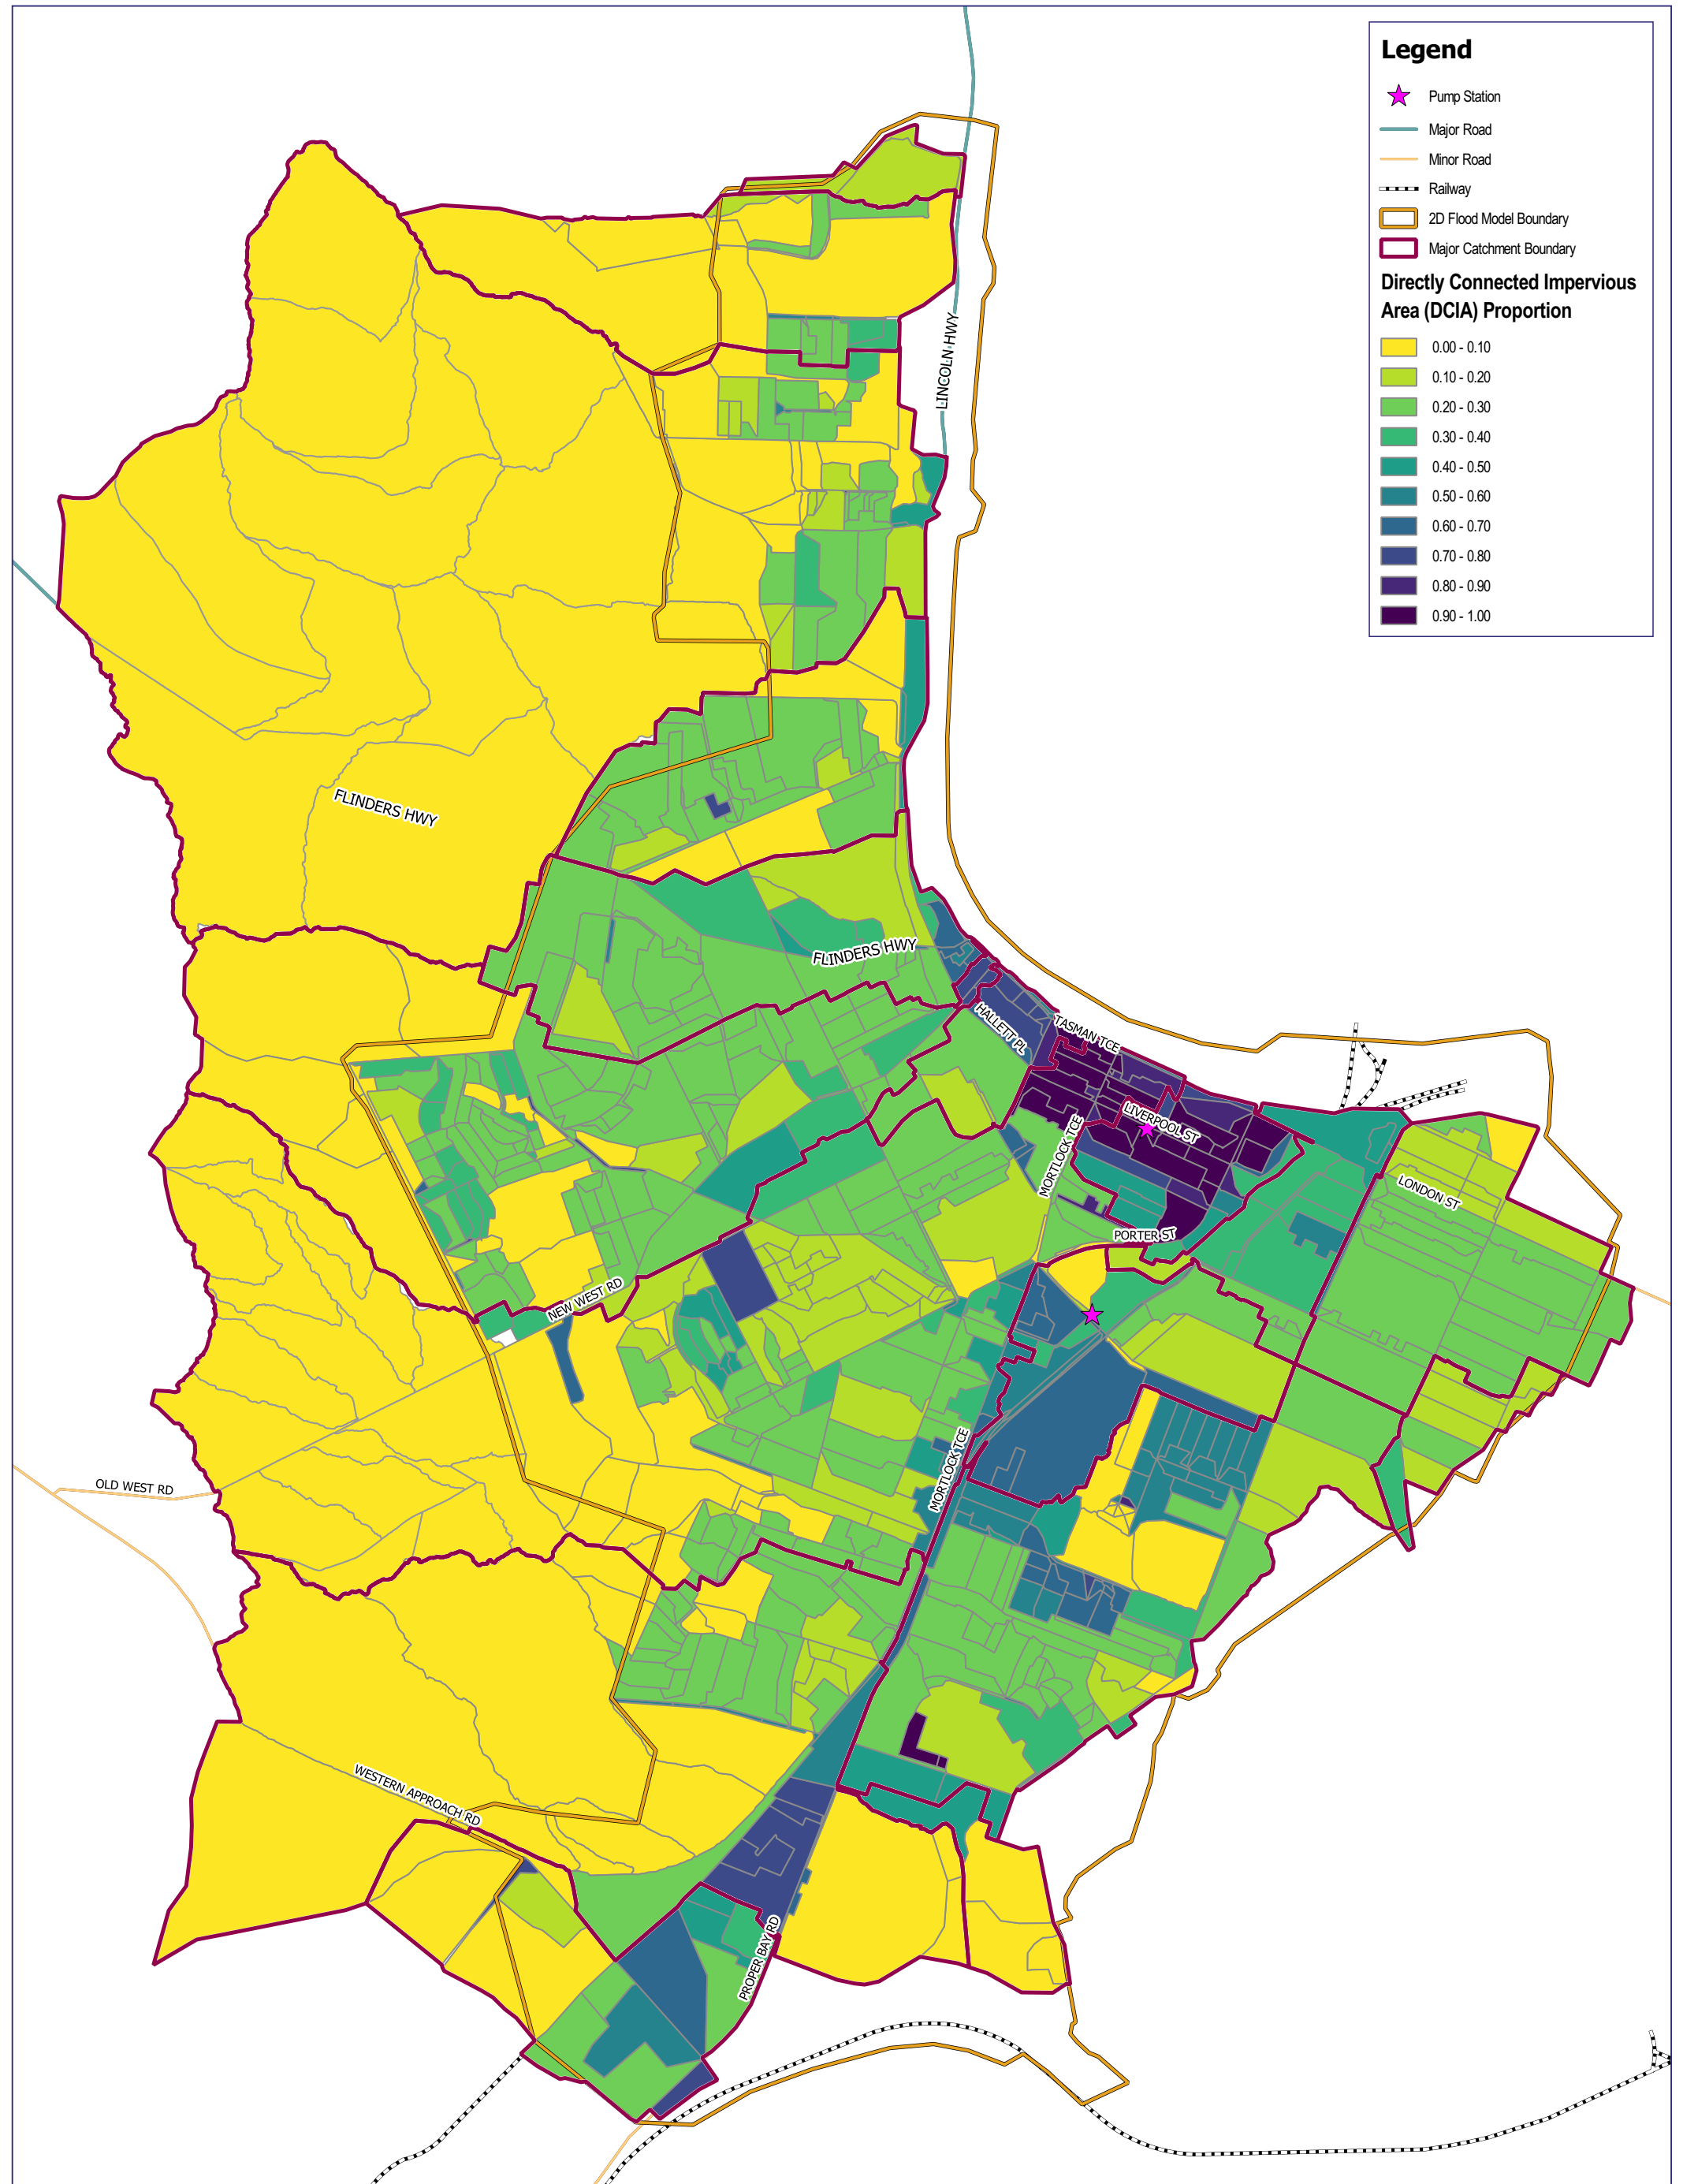 Legend
Pump Station
Major Road
Minor Road
Railway
2D Flood Model Boundary
Major Catchment Boundary
Directly Connected Impervious
Area (DCIA) Proportion
0.00 - 0.10
0.10 - 0.20
0.20 - 0.30
0.30 - 0.40
0.40 - 0.50
0.50 - 0.60
0.60 - 0.70
0.70 - 0.80
0.80 - 0.90
0.90 - 1.00
LINCOLN HWY
FLINDERS HWY
FLINDERS HWY
HALLETT PL
TASMAN TCE
LIVERPOOL ST
MORTLOCK TCE
LONDON ST
PORTER ST
NEW WEST RD
MORTLOCK TCE
OLD WEST RD
WESTERN APPROACH RD
PROPER BAY RD